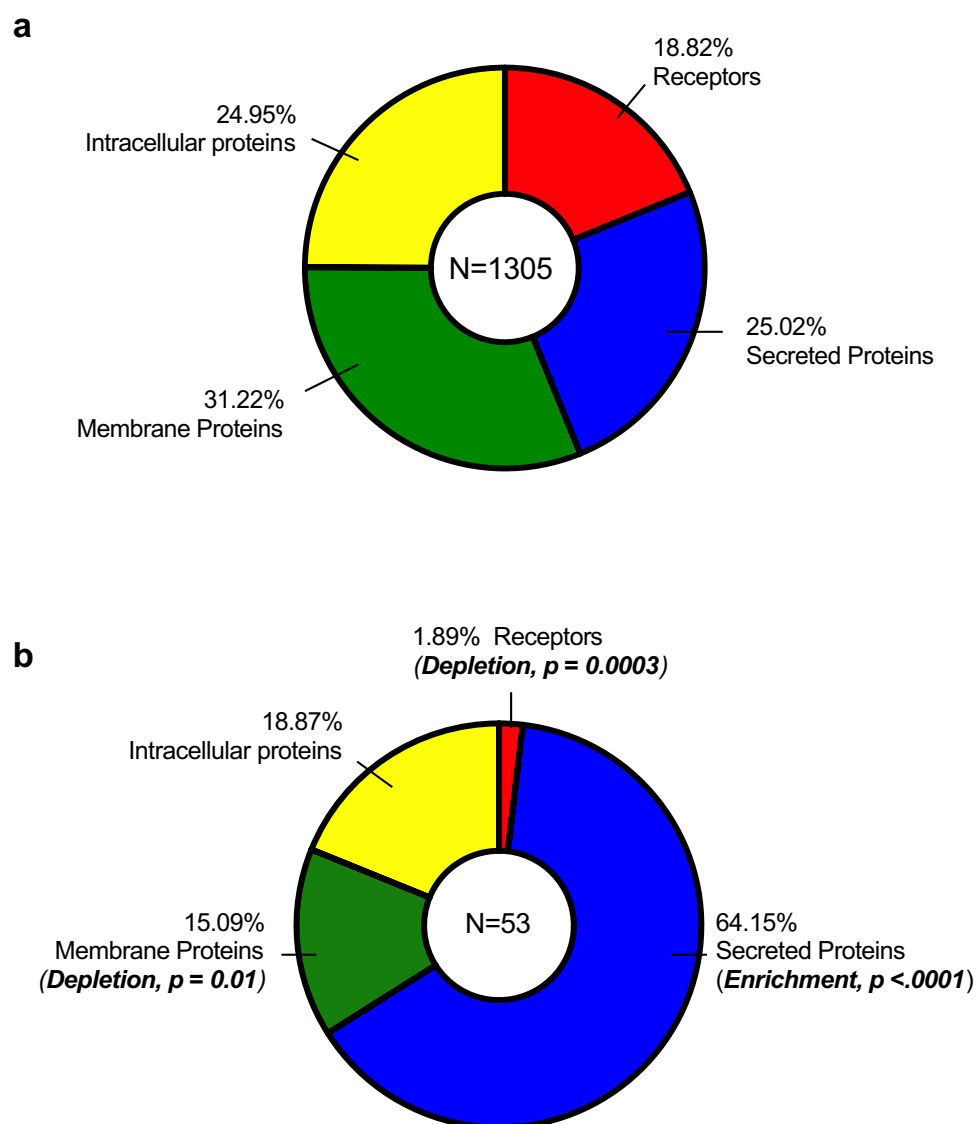 a
18.82%
Receptors
24.95%
Intracellular proteins
N=1305
25.02%
Secreted Proteins
31.22%
Membrane Proteins
b
1.89%  Receptors
(Depletion, p = 0.0003)
18.87%
Intracellular proteins
15.09%
Membrane Proteins
(Depletion, p = 0.01)
N=53
64.15%
Secreted Proteins
(Enrichment, p <.0001)